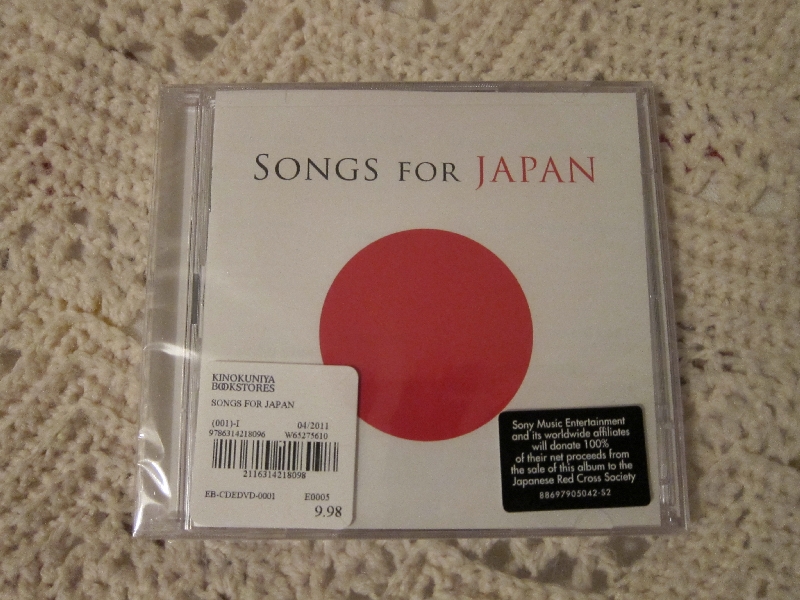 SONGS FOR JAPAN
KINOKUNIYA
BOOKSTORES
SONGS FOR JAPAN
(001)-I 04/2011
9786314218096 W65275610
2116314218098
EB-CDEDVD-0001 E0005
9.98
Sony Music Entertainment
and its worldwide affiliates
will donate 100%
of their net proceeds from
the sale of this album to the
Japanese Red Cross Society
88697905042-S2